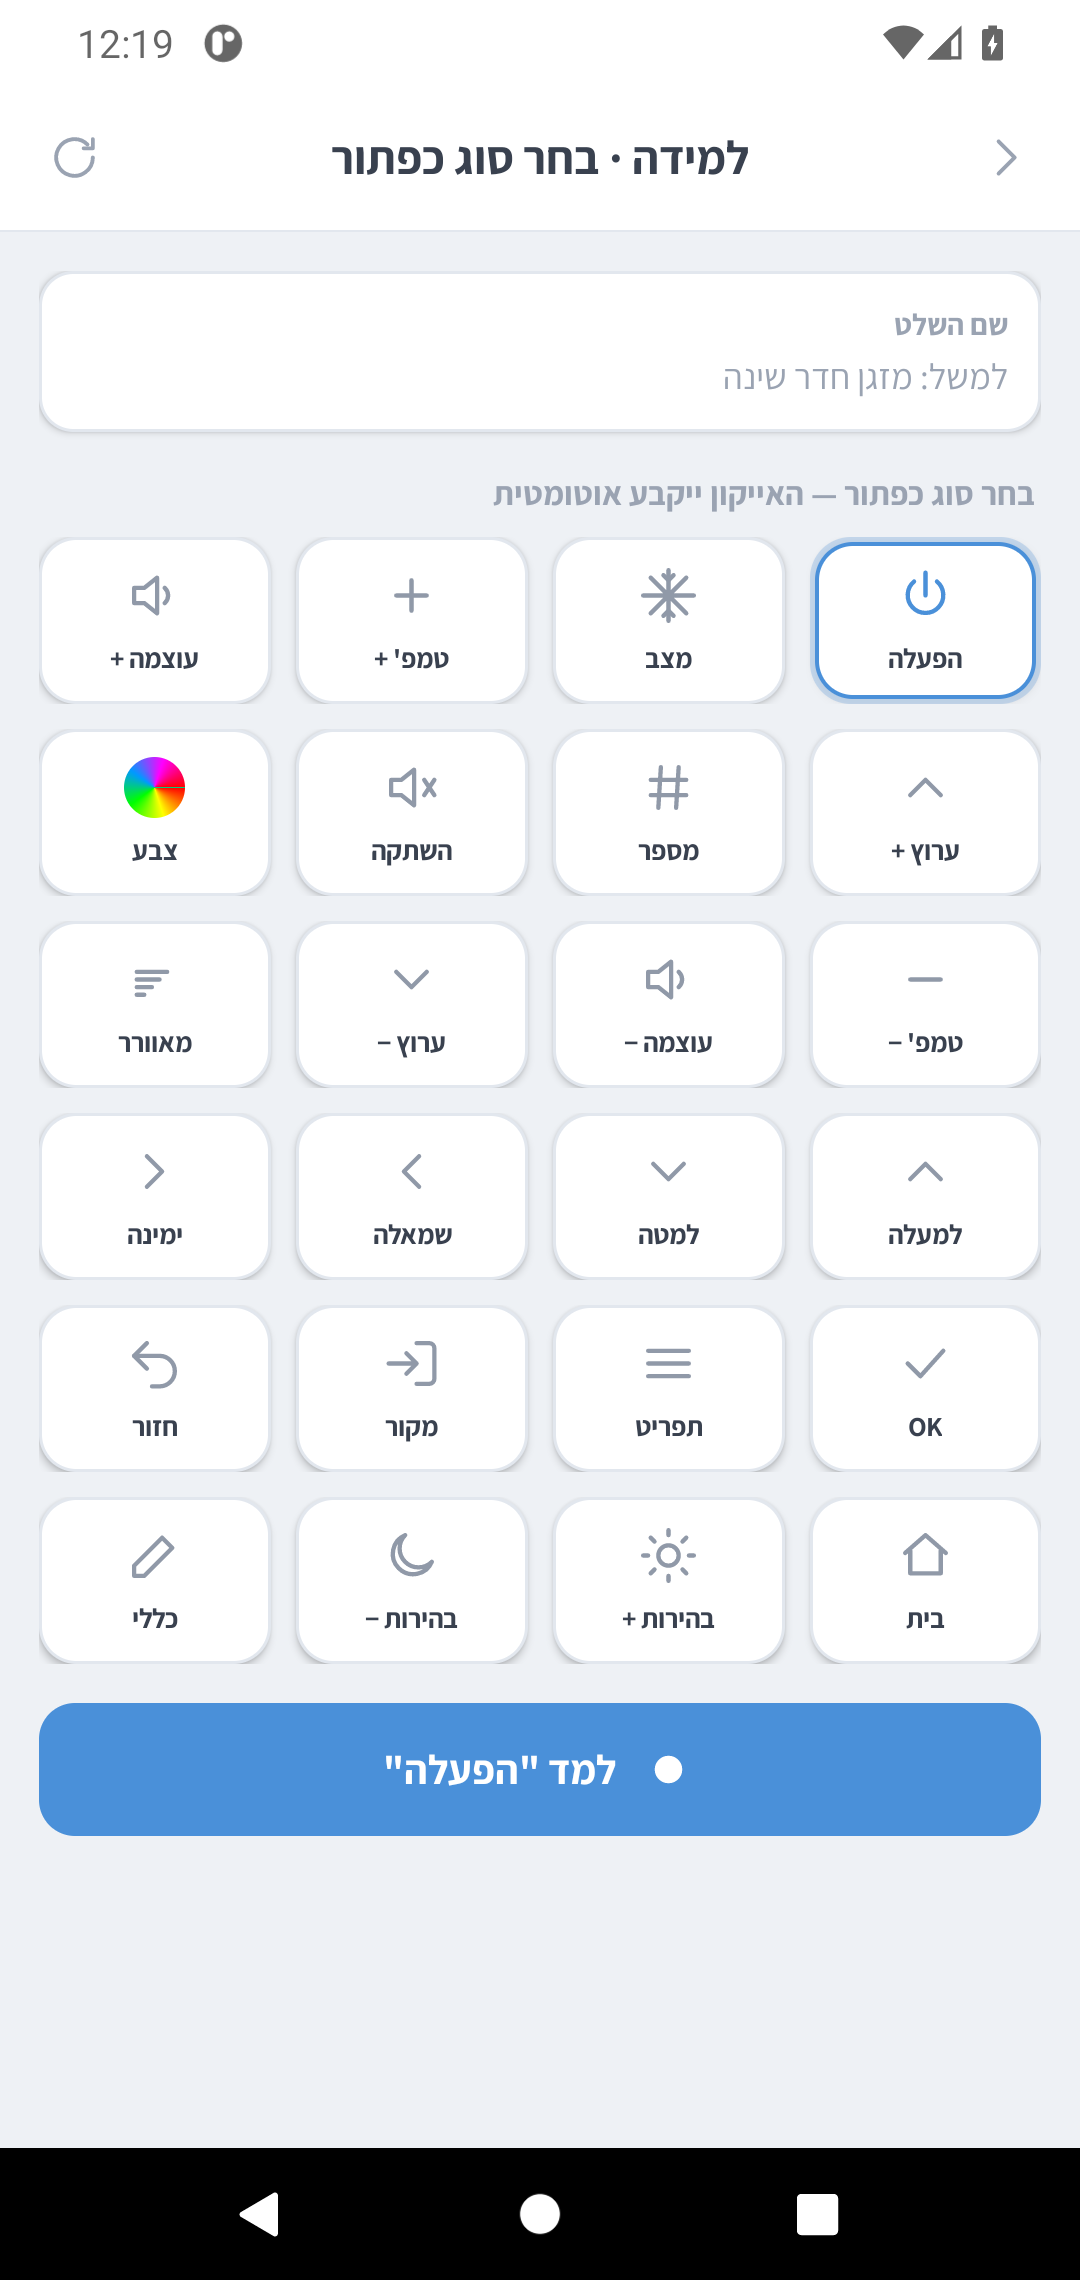 12:19
למידה · בחר סוג כפתור
שם השלט
למשל: מזגן חדר שינה
בחר סוג כפתור — האייקון ייקבע אוטומטית
הפעלה
מצב
טמפ' +
עוצמה +
ערוץ +
מספר
השתקה
צבע
טמפ' −
עוצמה −
ערוץ −
מאוורר
למעלה
למטה
שמאלה
ימינה
OK
תפריט
מקור
חזור
בית
בהירות +
בהירות −
כללי
למד "הפעלה"